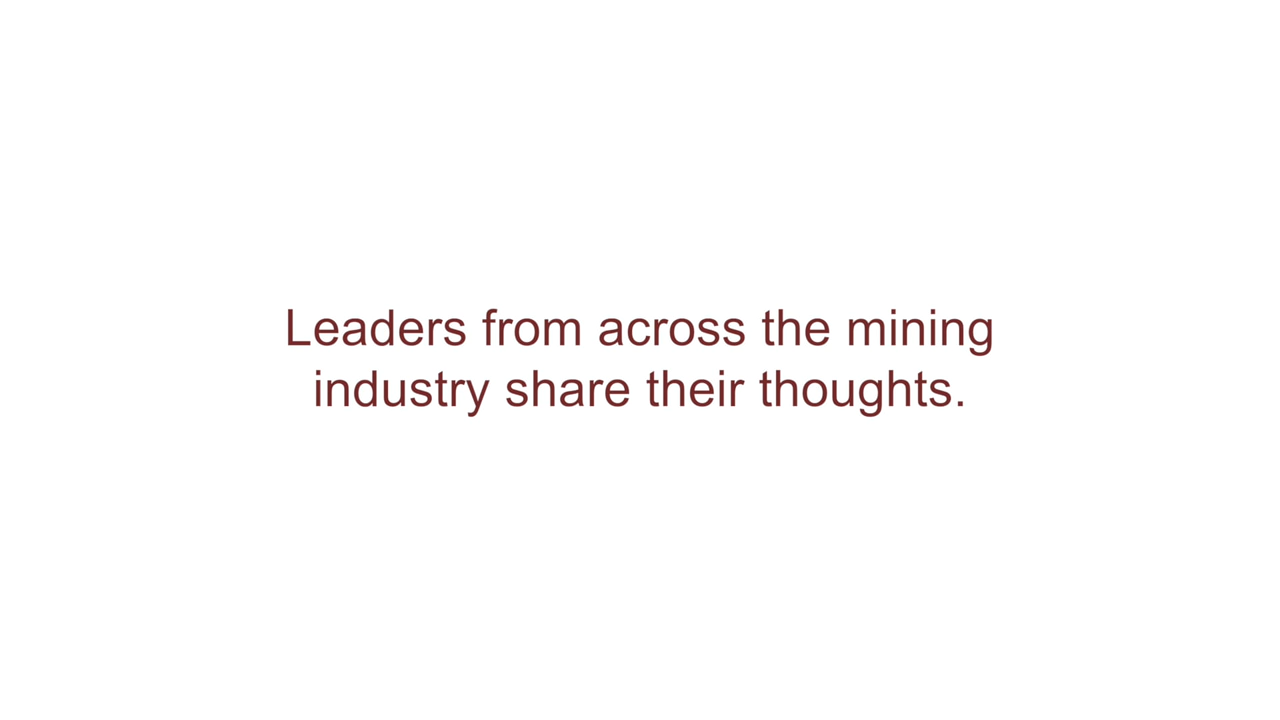 Leaders from across the mining
industry share their thoughts.